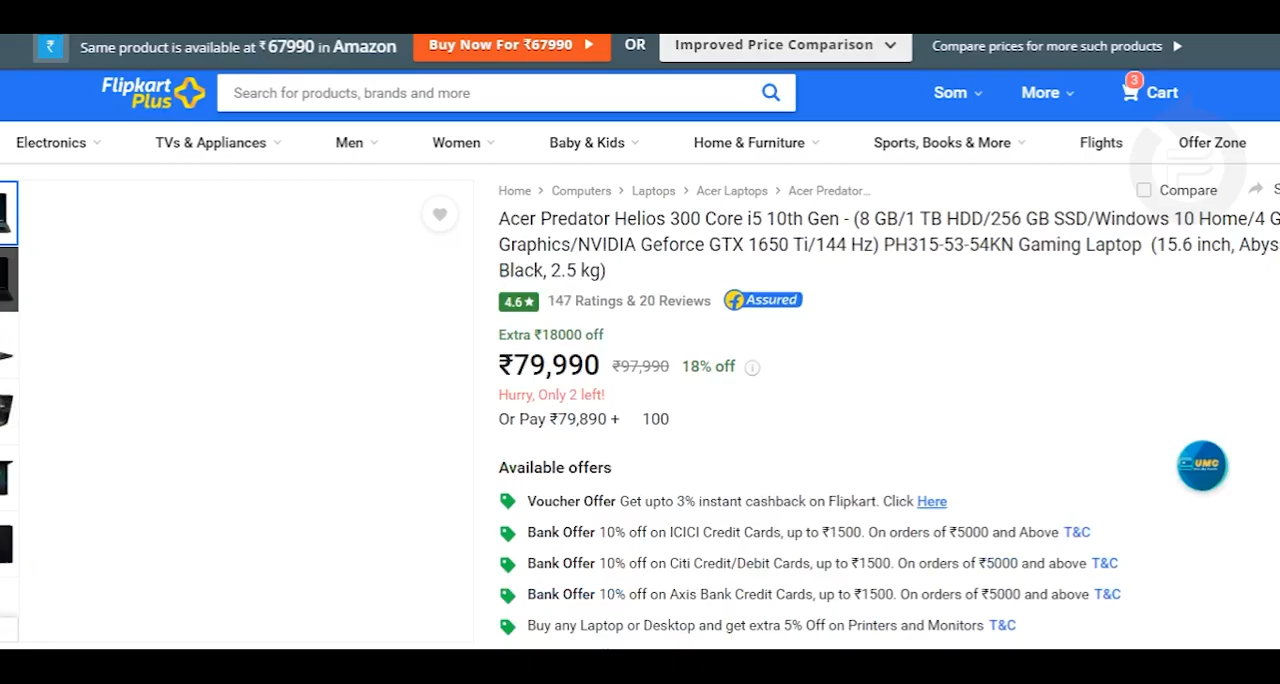 ₹ Same product is available at ₹67990 in Amazon Buy Now For ₹67990 OR Improved Price Comparison Compare prices for more such products
Flipkart
Plus
Search for products, brands and more
Som More 3 Cart
Electronics TVs & Appliances Men Women Baby & Kids Home & Furniture Sports, Books & More Flights Offer Zone
Home > Computers > Laptops > Acer Laptops > Acer Predator... Compare S
Acer Predator Helios 300 Core i5 10th Gen - (8 GB/1 TB HDD/256 GB SSD/Windows 10 Home/4 G
Graphics/NVIDIA Geforce GTX 1650 Ti/144 Hz) PH315-53-54KN Gaming Laptop (15.6 inch, Abys
Black, 2.5 kg)
4.6★ 147 Ratings & 20 Reviews Assured
Extra ₹18000 off
₹79,990 ₹97,990 18% off
Hurry, Only 2 left!
Or Pay ₹79,890 + 100
Available offers
UMC
Voucher Offer Get upto 3% instant cashback on Flipkart. Click Here
Bank Offer 10% off on ICICI Credit Cards, up to ₹1500. On orders of ₹5000 and Above T&C
Bank Offer 10% off on Citi Credit/Debit Cards, up to ₹1500. On orders of ₹5000 and above T&C
Bank Offer 10% off on Axis Bank Credit Cards, up to ₹1500. On orders of ₹5000 and above T&C
Buy any Laptop or Desktop and get extra 5% Off on Printers and Monitors T&C